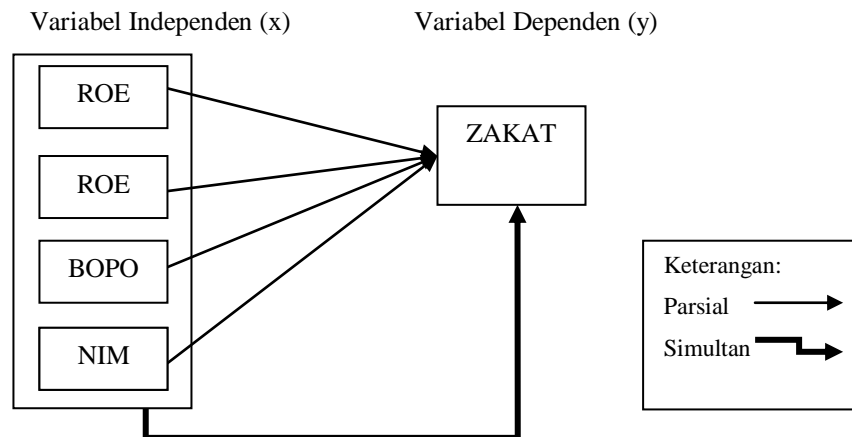 Variabel Independen (x)
Variabel Dependen (y)
ROE
ROE
BOPO
NIM
ZAKAT
Keterangan:
Parsial
Simultan